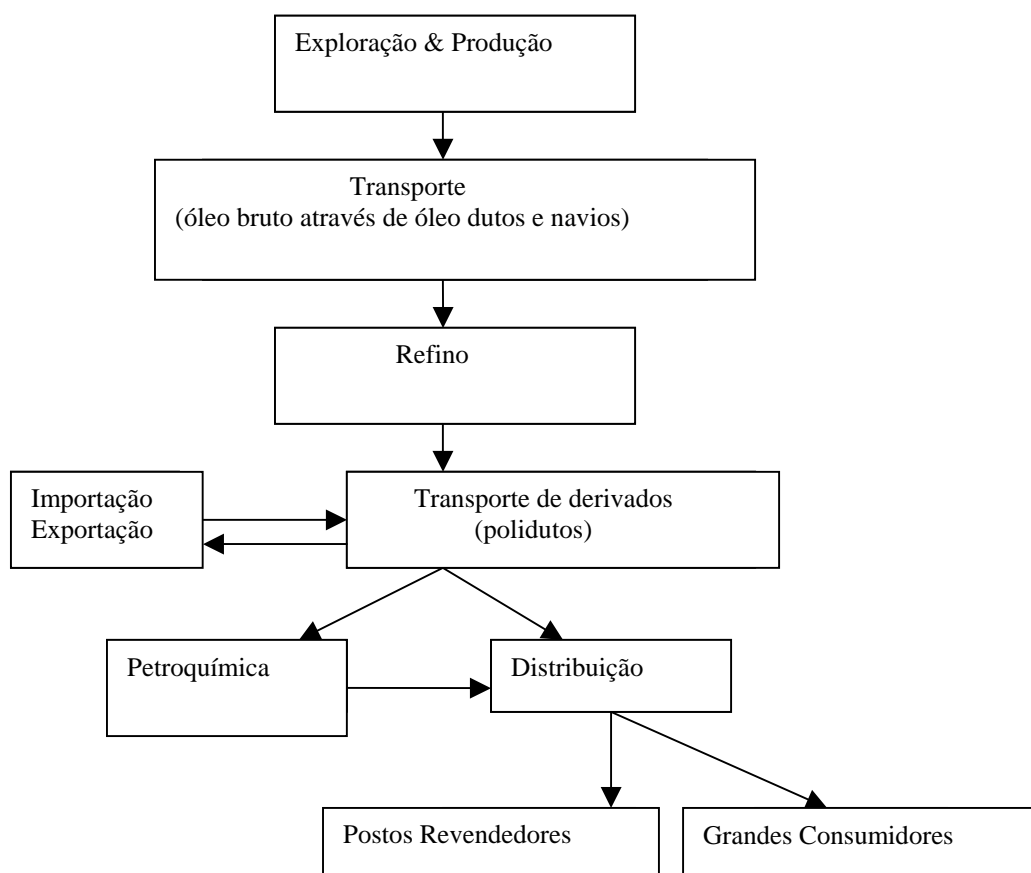 Exploração & Produção
Transporte
(óleo bruto através de óleo dutos e navios)
Refino
Importação
Exportação
Transporte de derivados
(polidutos)
Petroquímica
Distribuição
Postos Revendedores
Grandes Consumidores